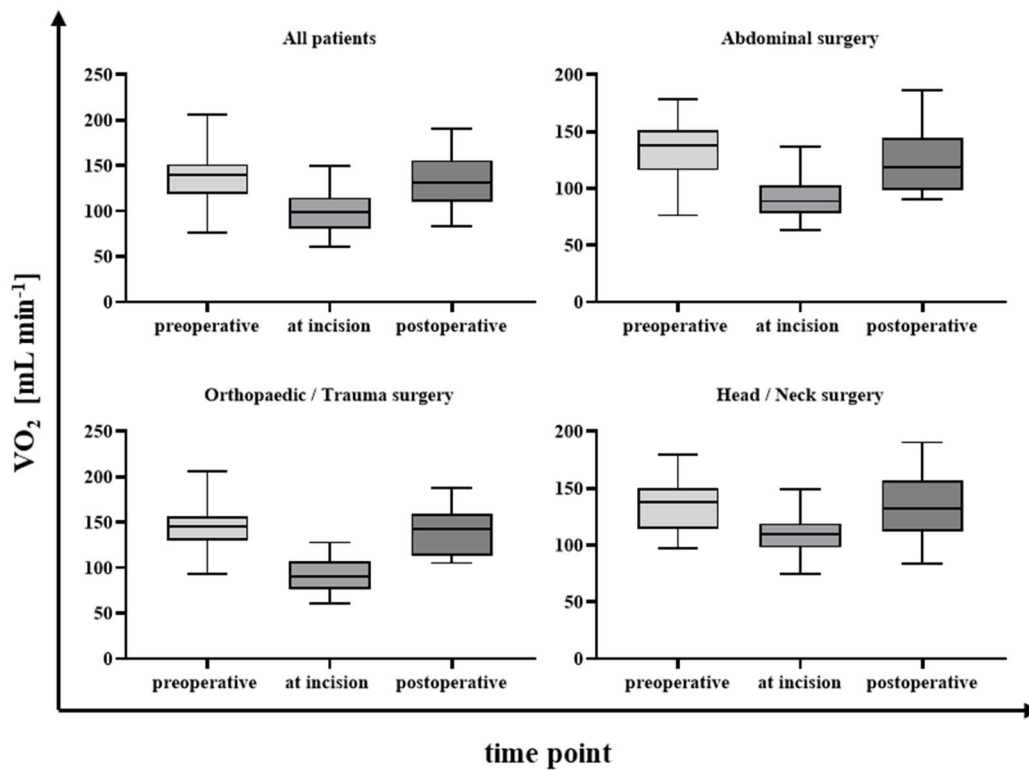 All patients
250
200
150
100
50
0
preoperative at incision postoperative
Abdominal surgery
200
150
100
50
0
preoperative at incision postoperative
Orthopaedic / Trauma surgery
250
200
150
100
50
0
preoperative at incision postoperative
Head / Neck surgery
200
150
100
50
0
preoperative at incision postoperative
VO₂ [mL min⁻¹]
time point